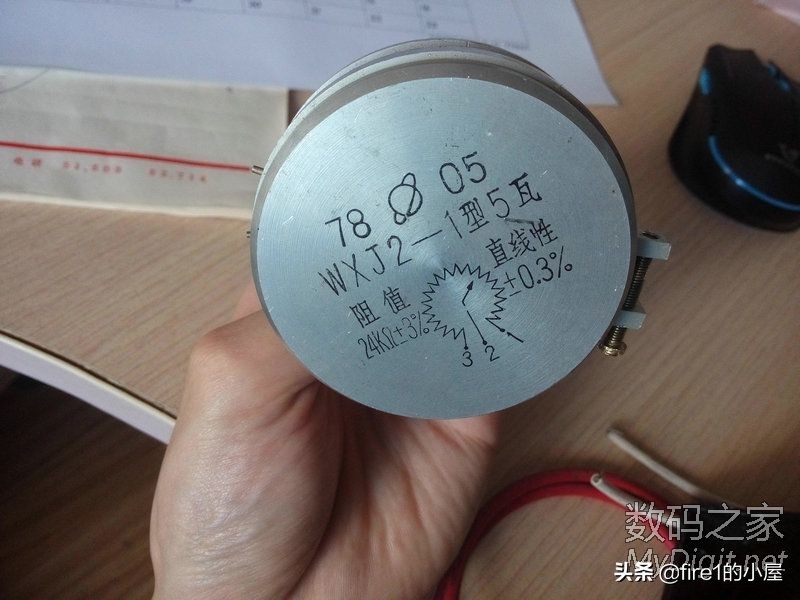 78 05
WXJ2—1型5瓦
阻值
24KΩ±3%
直线性
±0.3%
3 2 1
数码之家
MyDigit.net
头条 @fire1的小屋